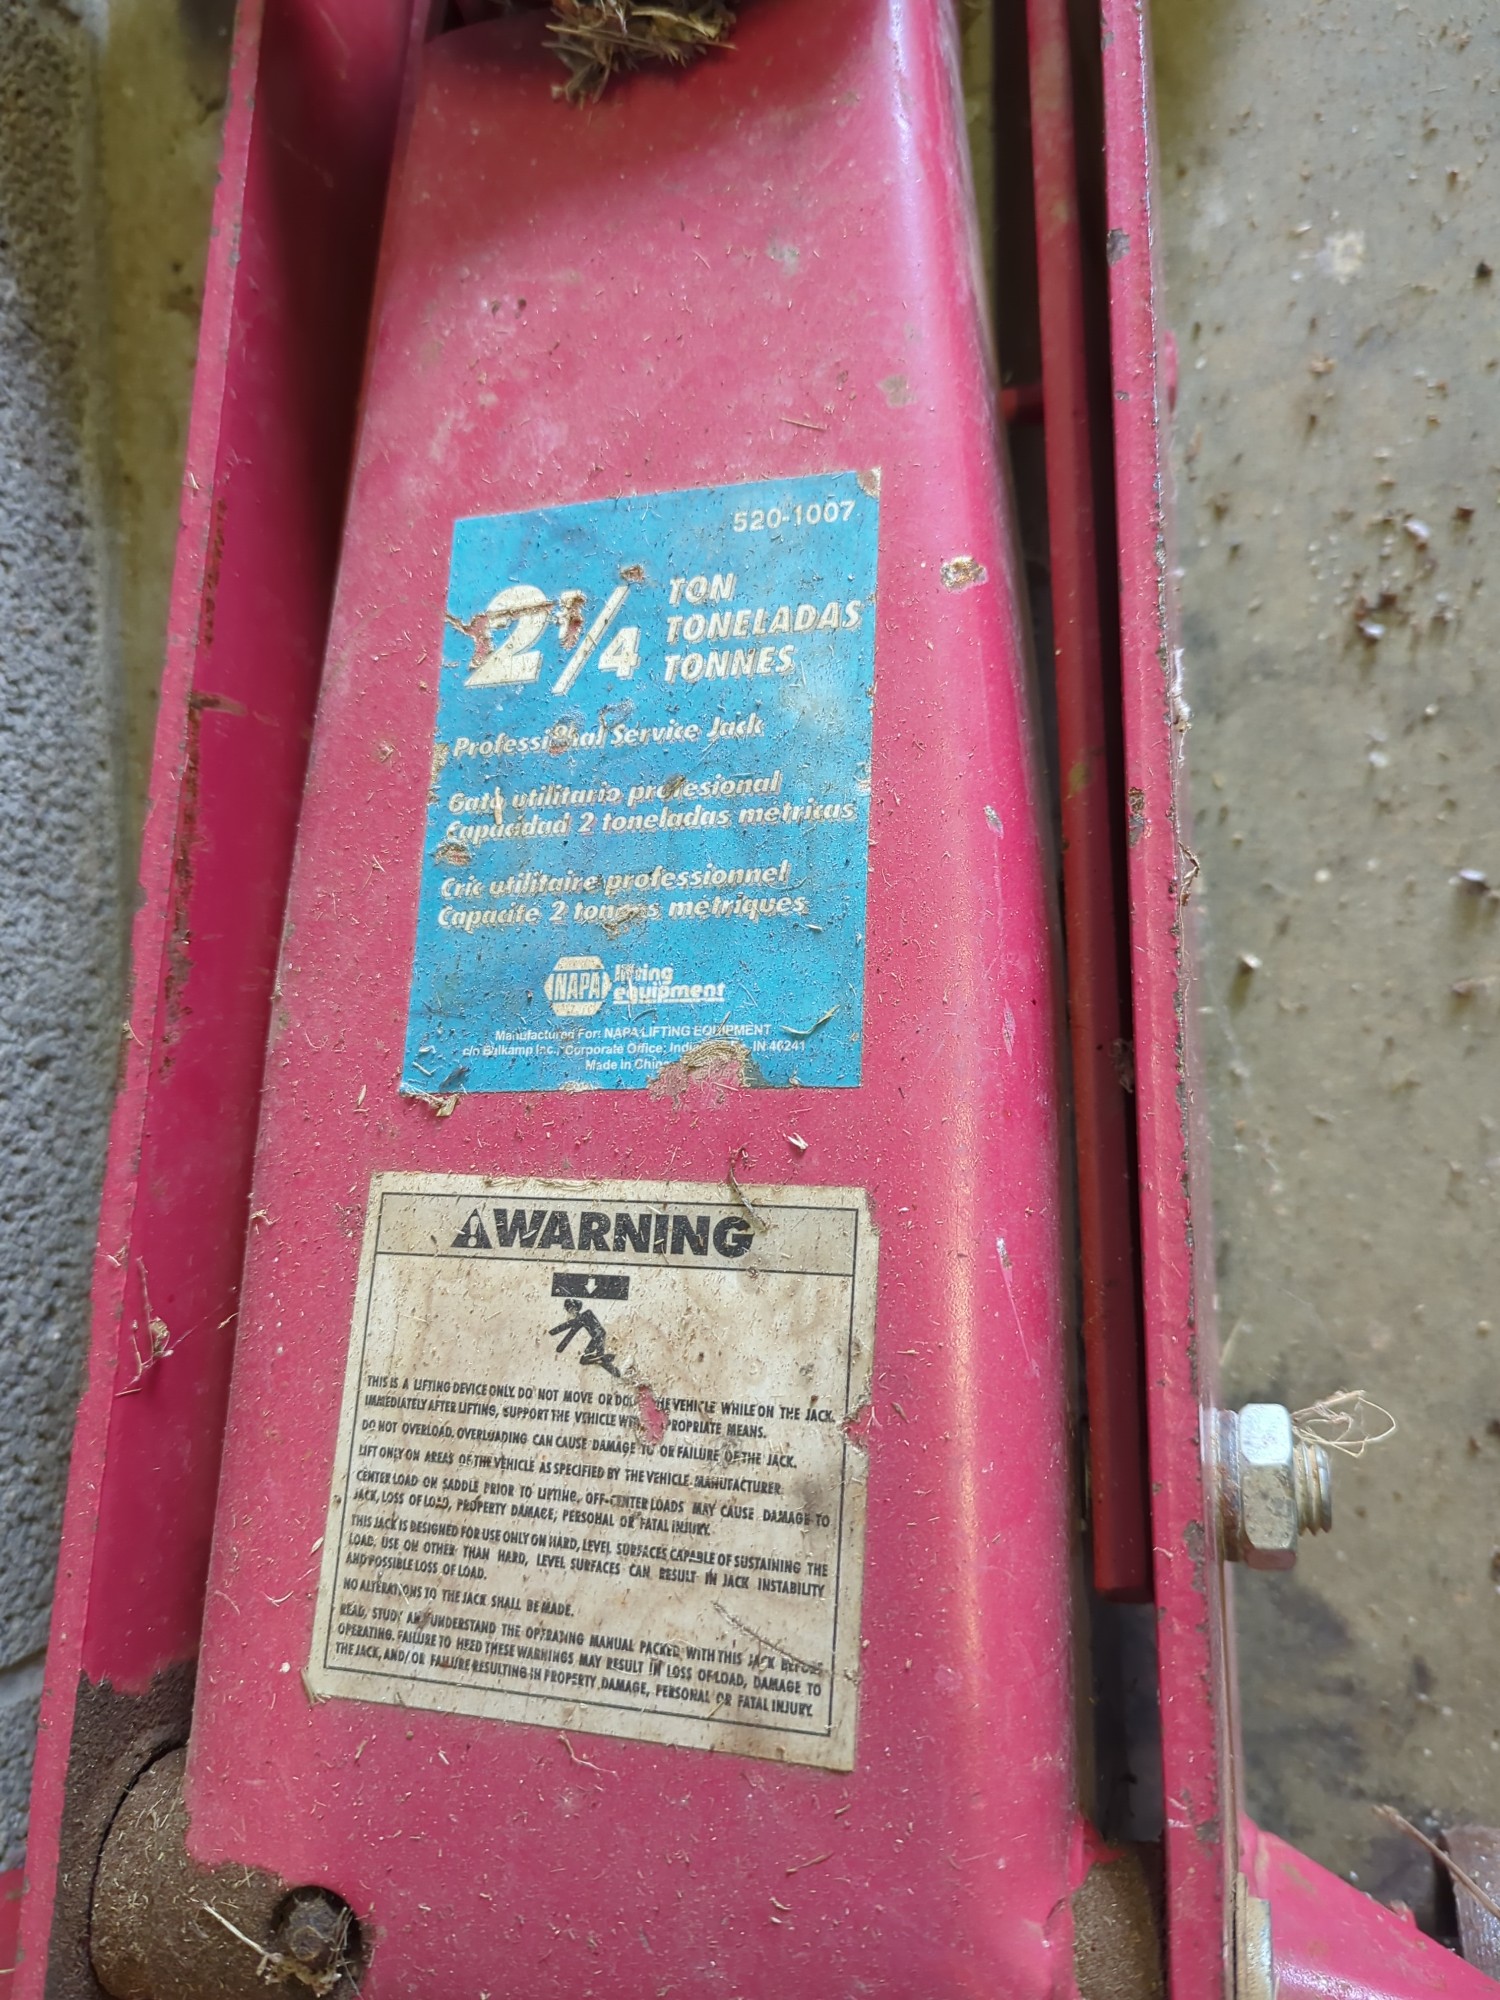 520-1007
2 1/4
TON
TONELADAS
TONNES
Professional Service Jack
Gato utilitario profesional
Capacidad 2 toneladas métricas
Cric utilitaire professionnel
Capacité 2 tonnes métriques
NAPA lifting
equipment
Manufactured For: NAPA LIFTING EQUIPMENT
c/o Balkamp Inc., Corporate Office: IN 46241
Made in China
WARNING
THIS IS A LIFTING DEVICE ONLY. DO NOT MOVE OR THE VEHICLE WHILE ON THE JACK.
IMMEDIATELY AFTER LIFTING, SUPPORT THE VEHICLE MEANS.
DO NOT OVERLOAD. OVERLOADING CAN CAUSE DAMAGE TO OR FAILURE OF THE JACK.
LIFT ONLY ON AREAS OF THE VEHICLE AS SPECIFIED BY THE VEHICLE MANUFACTURER.
CENTER LOAD ON SADDLE PRIOR TO LIFTING. OFF-CENTER LOADS MAY CAUSE DAMAGE TO
JACK, LOSS OF LOAD, PROPERTY DAMAGE, PERSONAL OR FATAL INJURY.
THIS JACK IS DESIGNED FOR USE ONLY ON HARD, LEVEL SURFACES CAPABLE OF SUSTAINING THE
LOAD. USE ON OTHER THAN HARD, LEVEL SURFACES CAN RESULT IN JACK INSTABILITY
AND POSSIBLE LOSS OF LOAD.
NO ALTERATIONS TO THE JACK SHALL BE MADE.
READ, STUDY AND UNDERSTAND THE OPERATING MANUAL PACKED WITH THIS JACK BEFORE
OPERATING. FAILURE TO HEED THESE WARNINGS MAY RESULT IN LOSS OF LOAD, DAMAGE TO
THE JACK, AND/OR FAILURE RESULTING IN PROPERTY DAMAGE, PERSONAL OR FATAL INJURY.